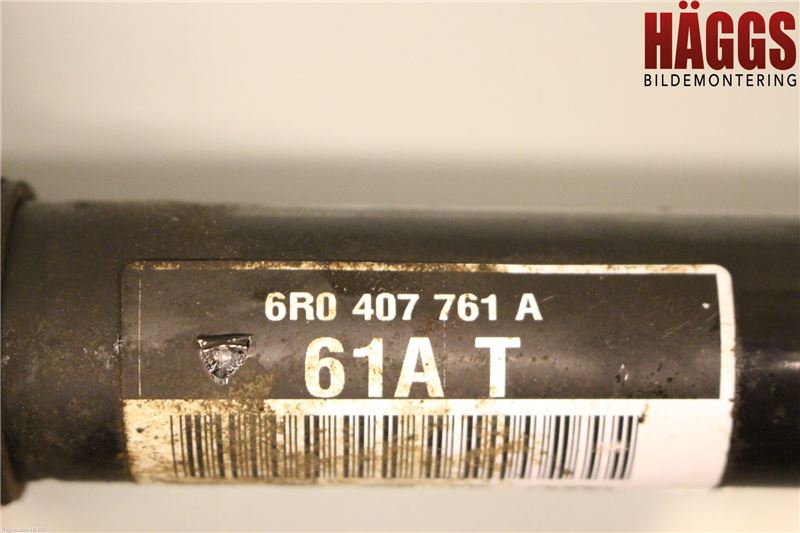 HÄGGS
BILDEMONTERING
6R0 407 761 A
61A T